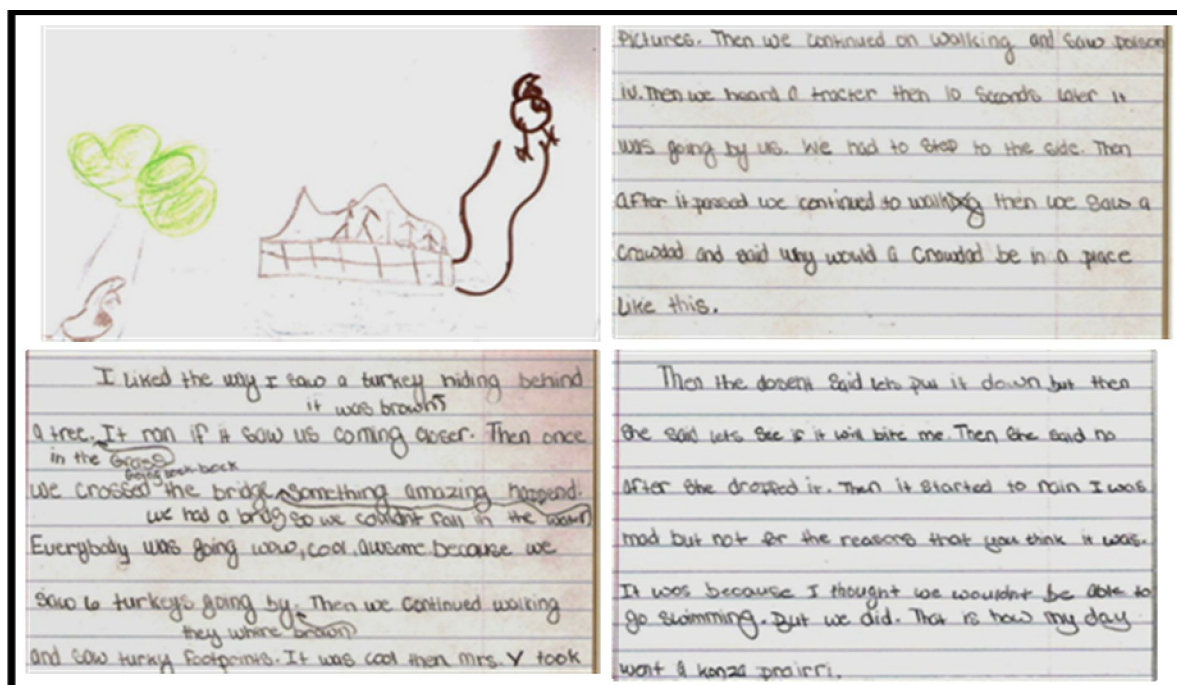 I liked the way I saw a turkey hiding behind
it was brown
a tree. It ran if it saw us coming closer. Then once
in the Grass
going back-back
we crossed the bridge something amazing happend.
we had a bridg so we couldnt fall in the water
Everybody was going wow, cool, awsome because we
saw 6 turkeys going by. Then we continued walking
they where brown
and saw turky footprints. It was cool then mrs. Y took
Pictures. Then we continued on walking and saw poison
iv. Then we heard a tracter then 10 seconds later it
was going by us. We had to step to the side. Then
after it passed we continued to walking then we saw a
crawdad and said why would a crawdad be in a place
like this.
Then the dosent said lets put it down but then
she said lets see is it will bite me. Then she said no
after she dropped it. Then it started to rain I was
mad but not for the reasons that you think it was.
It was because I thought we wouldnt be able to
go swimming. But we did. That is how my day
went a konza prairri.